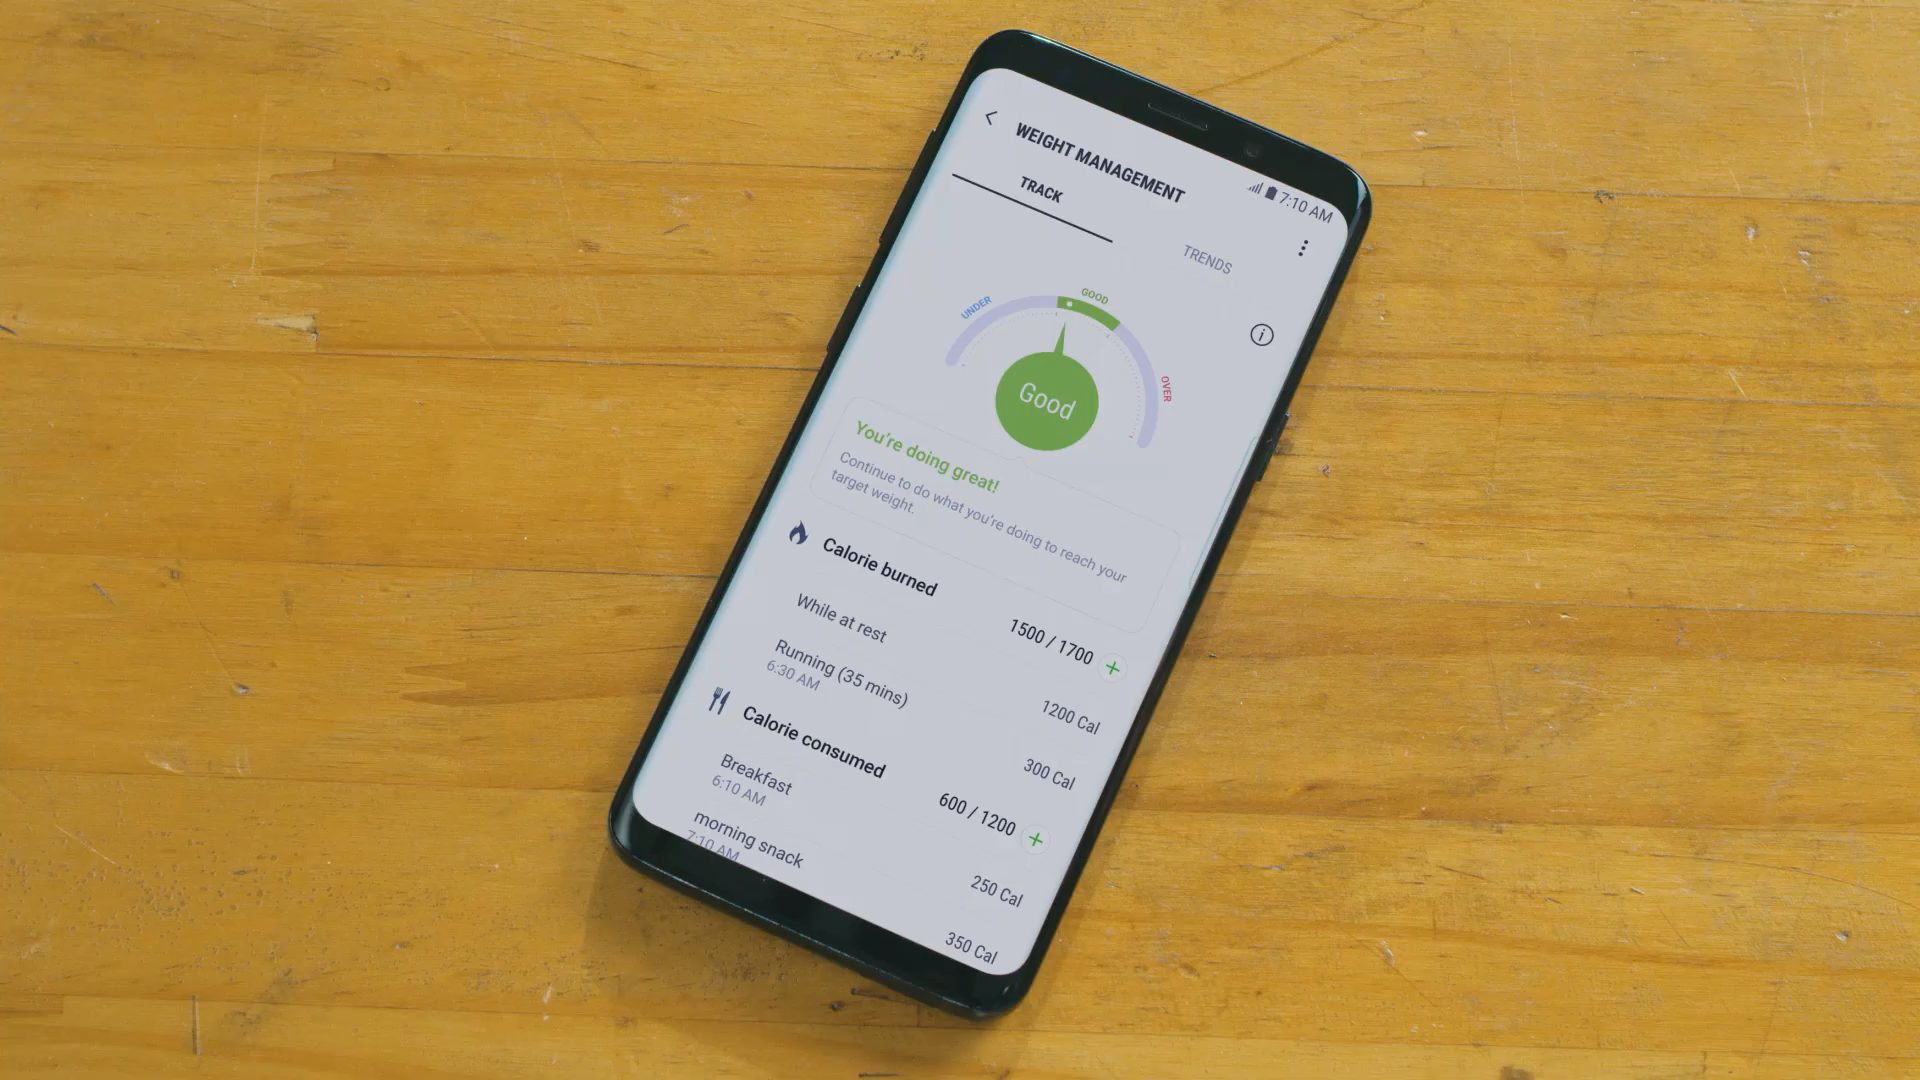 7:10 AM
WEIGHT MANAGEMENT
TRACK
TRENDS
UNDER
GOOD
OVER
Good
You're doing great!
Continue to do what you're doing to reach your
target weight.
Calorie burned
1500 / 1700
While at rest
1200 Cal
Running (35 mins)
6:30 AM
300 Cal
Calorie consumed
600 / 1200
Breakfast
6:10 AM
250 Cal
morning snack
7:10 AM
350 Cal